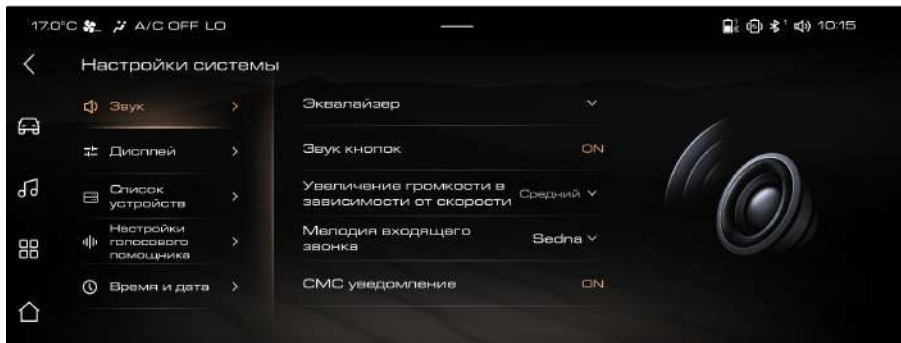 17.0°C A/C OFF LO
10:15
Настройки системы
Звук
Дисплей
Список
устройств
Настройки
голосового
помощника
Время и дата
Эквалайзер
Звук кнопок ON
Увеличение громкости в
зависимости от скорости Средний
Мелодия входящего
звонка Sedna
СМС уведомление ON